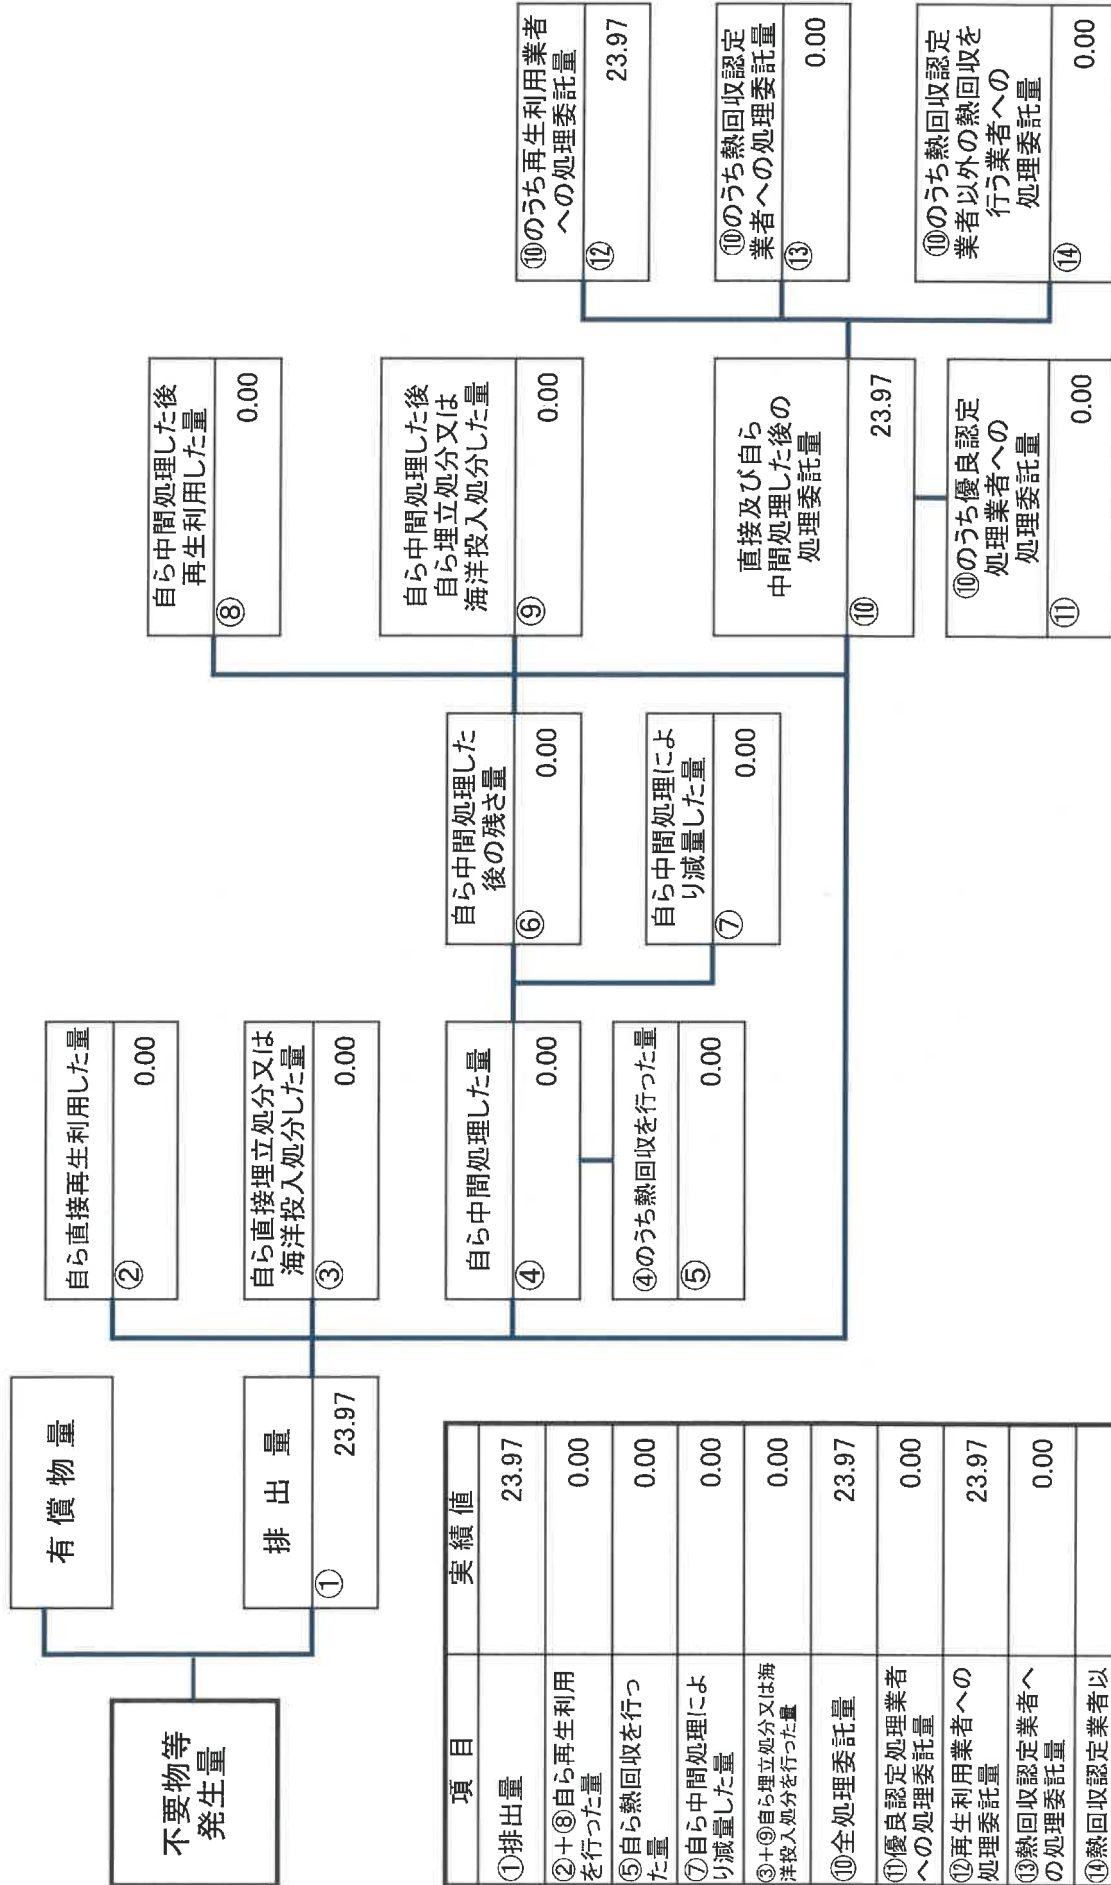 不要物等
発生量
有 償 物 量
排 出 量
①
23.97
自ら直接再生利用した量
②
0.00
自ら直接埋立処分又は
海洋投入処分した量
③
0.00
自ら中間処理した量
④
0.00
④のうち熱回収を行った量
⑤
0.00
自ら中間処理した
後の残さ量
⑥
0.00
自ら中間処理によ
り減量した量
⑦
0.00
自ら中間処理した後
再生利用した量
⑧
0.00
自ら中間処理した後
自ら埋立処分又は
海洋投入処分した量
⑨
0.00
直接及び自ら
中間処理した後の
処理委託量
⑩
23.97
⑩のうち優良認定
処理業者への
処理委託量
⑪
0.00
⑩のうち再生利用業者
への処理委託量
⑫
23.97
⑩のうち熱回収認定
業者への処理委託量
⑬
0.00
⑩のうち熱回収認定
業者以外の熱回収を
行う業者への
処理委託量
⑭
0.00
項 目
実 績 値
①排出量
23.97
②+⑧自ら再生利用
を行った量
0.00
⑤自ら熱回収を行っ
た量
0.00
⑦自ら中間処理によ
り減量した量
0.00
③+⑨自ら埋立処分又は海
洋投入処分を行った量
0.00
⑩全処理委託量
23.97
⑪優良認定処理業者
への処理委託量
0.00
⑫再生利用業者への
処理委託量
23.97
⑬熱回収認定業者へ
の処理委託量
0.00
⑭熱回収認定業者以